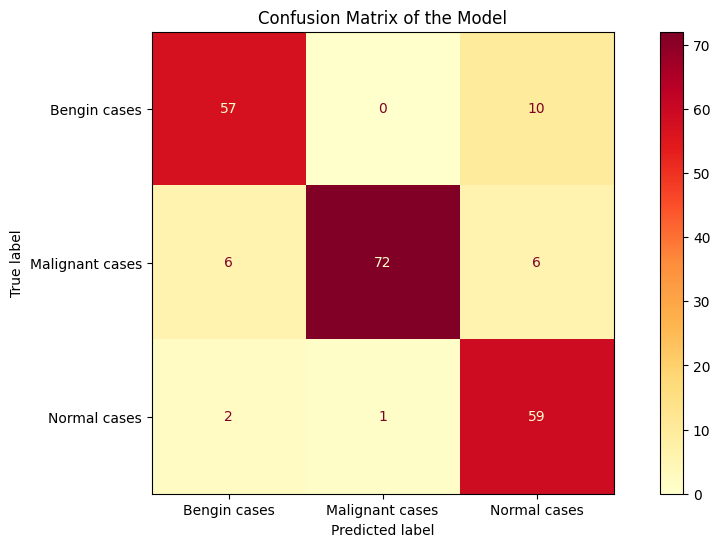 Confusion Matrix of the Model
True label
Bengin cases
57
0
10
Malignant cases
6
72
6
Normal cases
2
1
59
Bengin cases
Malignant cases
Normal cases
Predicted label
70
60
50
40
30
20
10
0